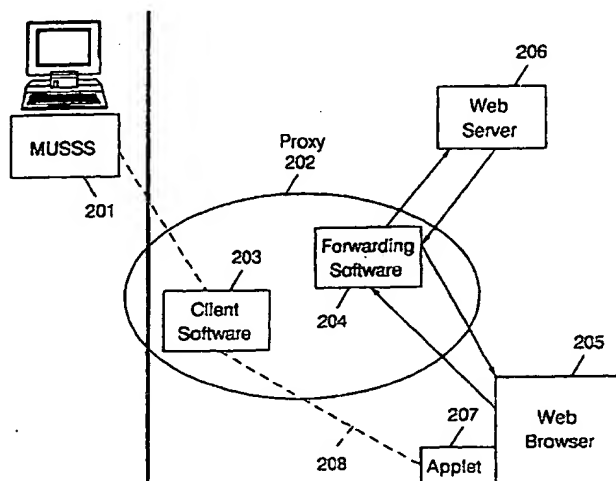 206
Web
Server
MUSSS
201
Proxy
202
Forwarding
Software
204
203
Client
Software
205
Web
Browser
207
Applet
208